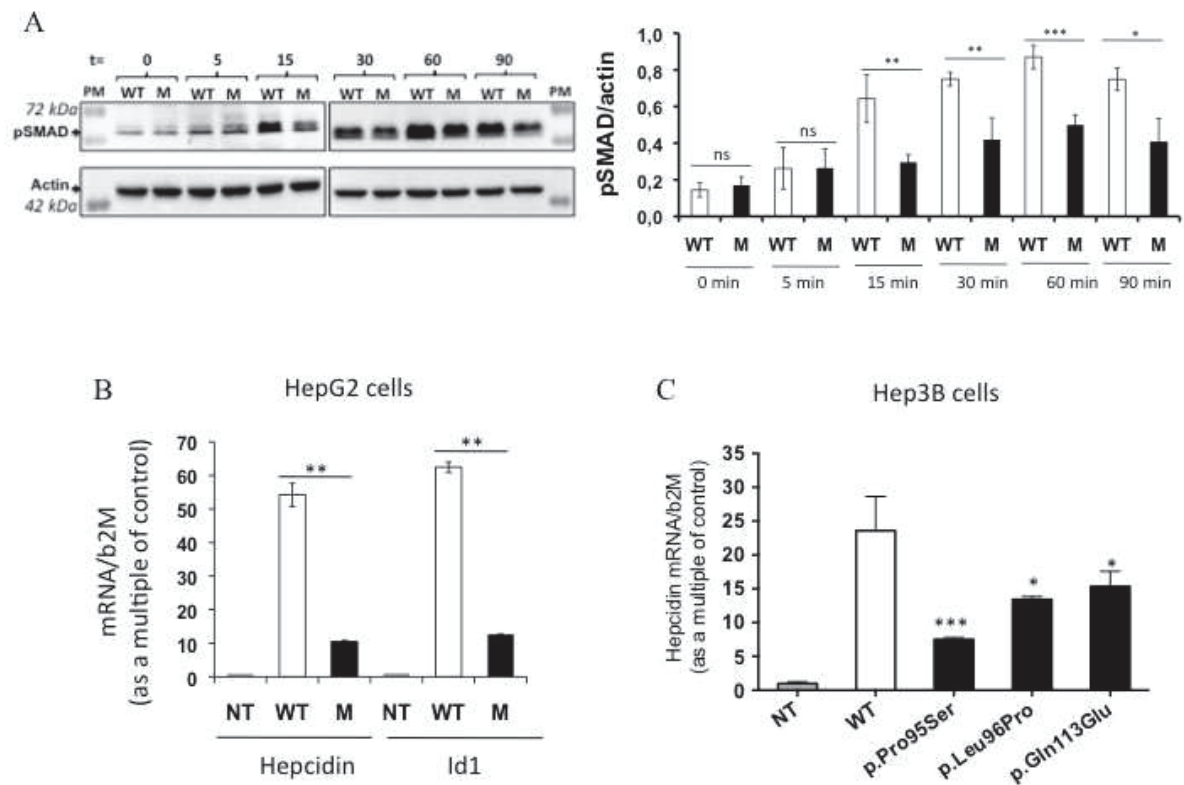 A
t= 0 5 15 30 60 90
PM WT M WT M WT M WT M WT M WT M PM
72 kDa
pSMAD
Actin
42 kDa
pSMAD/actin
1,0
0,8
0,6
0,4
0,2
0,0
ns ns ** ** *** *
WT M WT M WT M WT M WT M WT M
0 min 5 min 15 min 30 min 60 min 90 min
B
HepG2 cells
mRNA/b2M
(as a multiple of control)
70
60
50
40
30
20
10
0
** **
NT WT M NT WT M
Hepcidin Id1
C
Hep3B cells
Hepcidin mRNA/b2M
(as a multiple of control)
35
30
25
20
15
10
5
0
*** * *
NT WT p.Pro95Ser p.Leu96Pro p.Gln113Glu